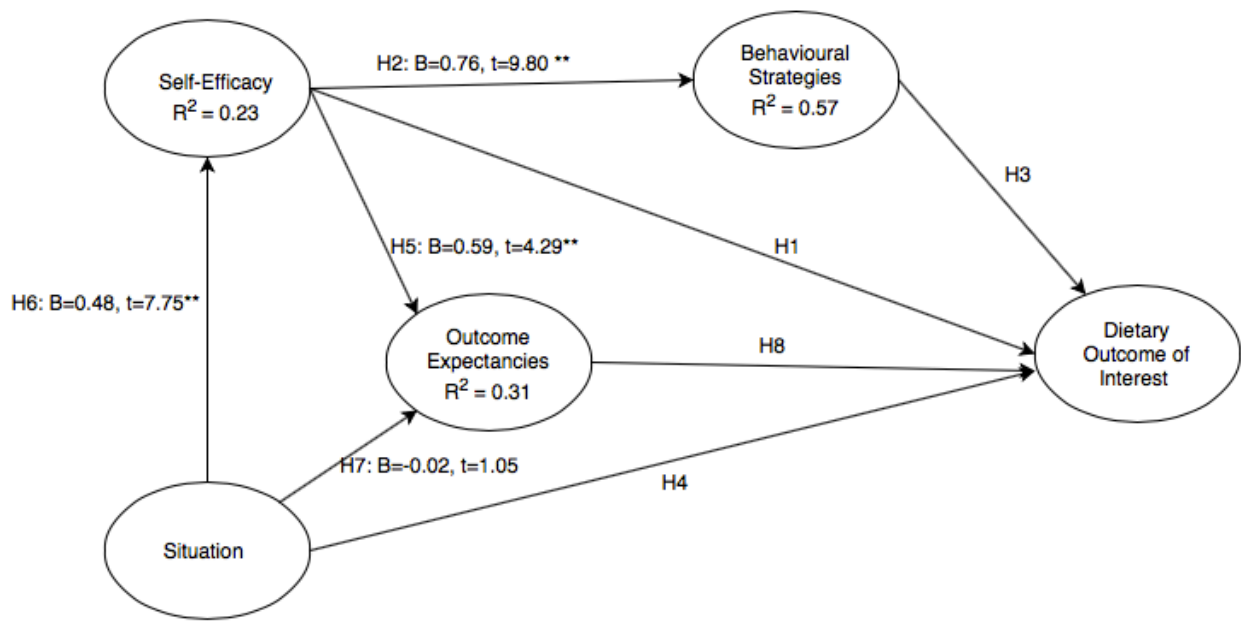 Self-Efficacy
R² = 0.23
H2: B=0.76, t=9.80 **
Behavioural
Strategies
R² = 0.57
H3
H1
H5: B=0.59, t=4.29**
H6: B=0.48, t=7.75**
Outcome
Expectancies
R² = 0.31
H8
Dietary
Outcome of
Interest
H7: B=-0.02, t=1.05
H4
Situation